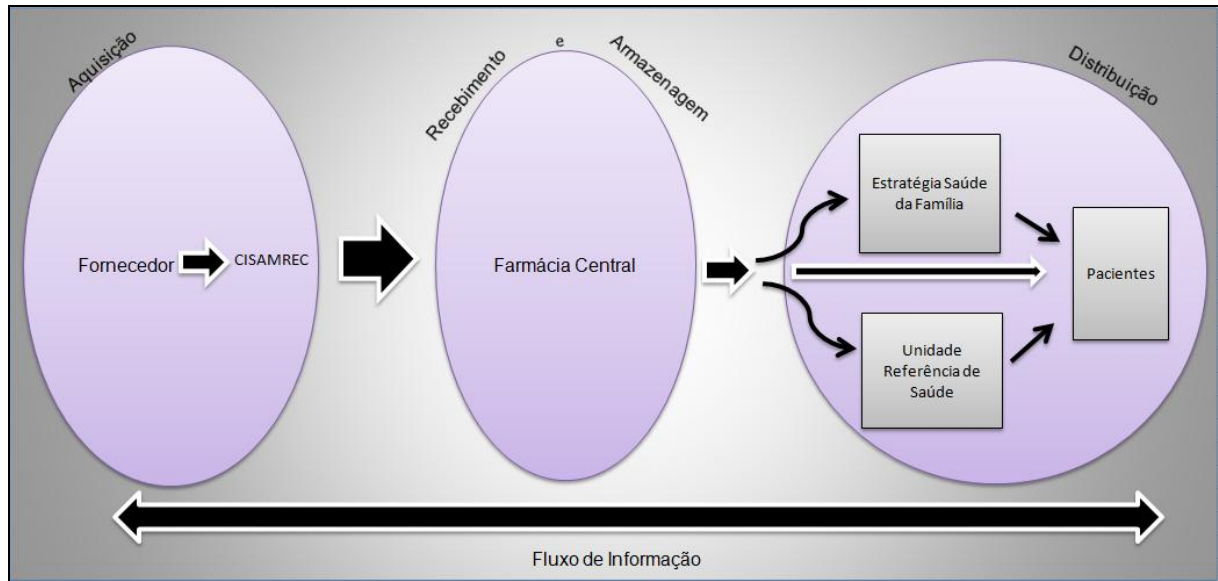 Aquisição
Fornecedor
CISAMREC
Recebimento e Armazenagem
Farmácia Central
Distribuição
Estratégia Saúde
da Família
Unidade
Referência de
Saúde
Pacientes
Fluxo de Informação